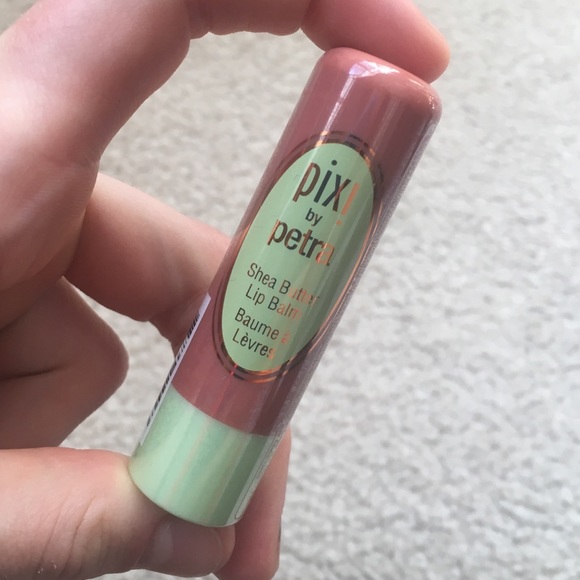 pixi
by
petra
Shea Butter
Lip Balm
Baume à
Lèvres